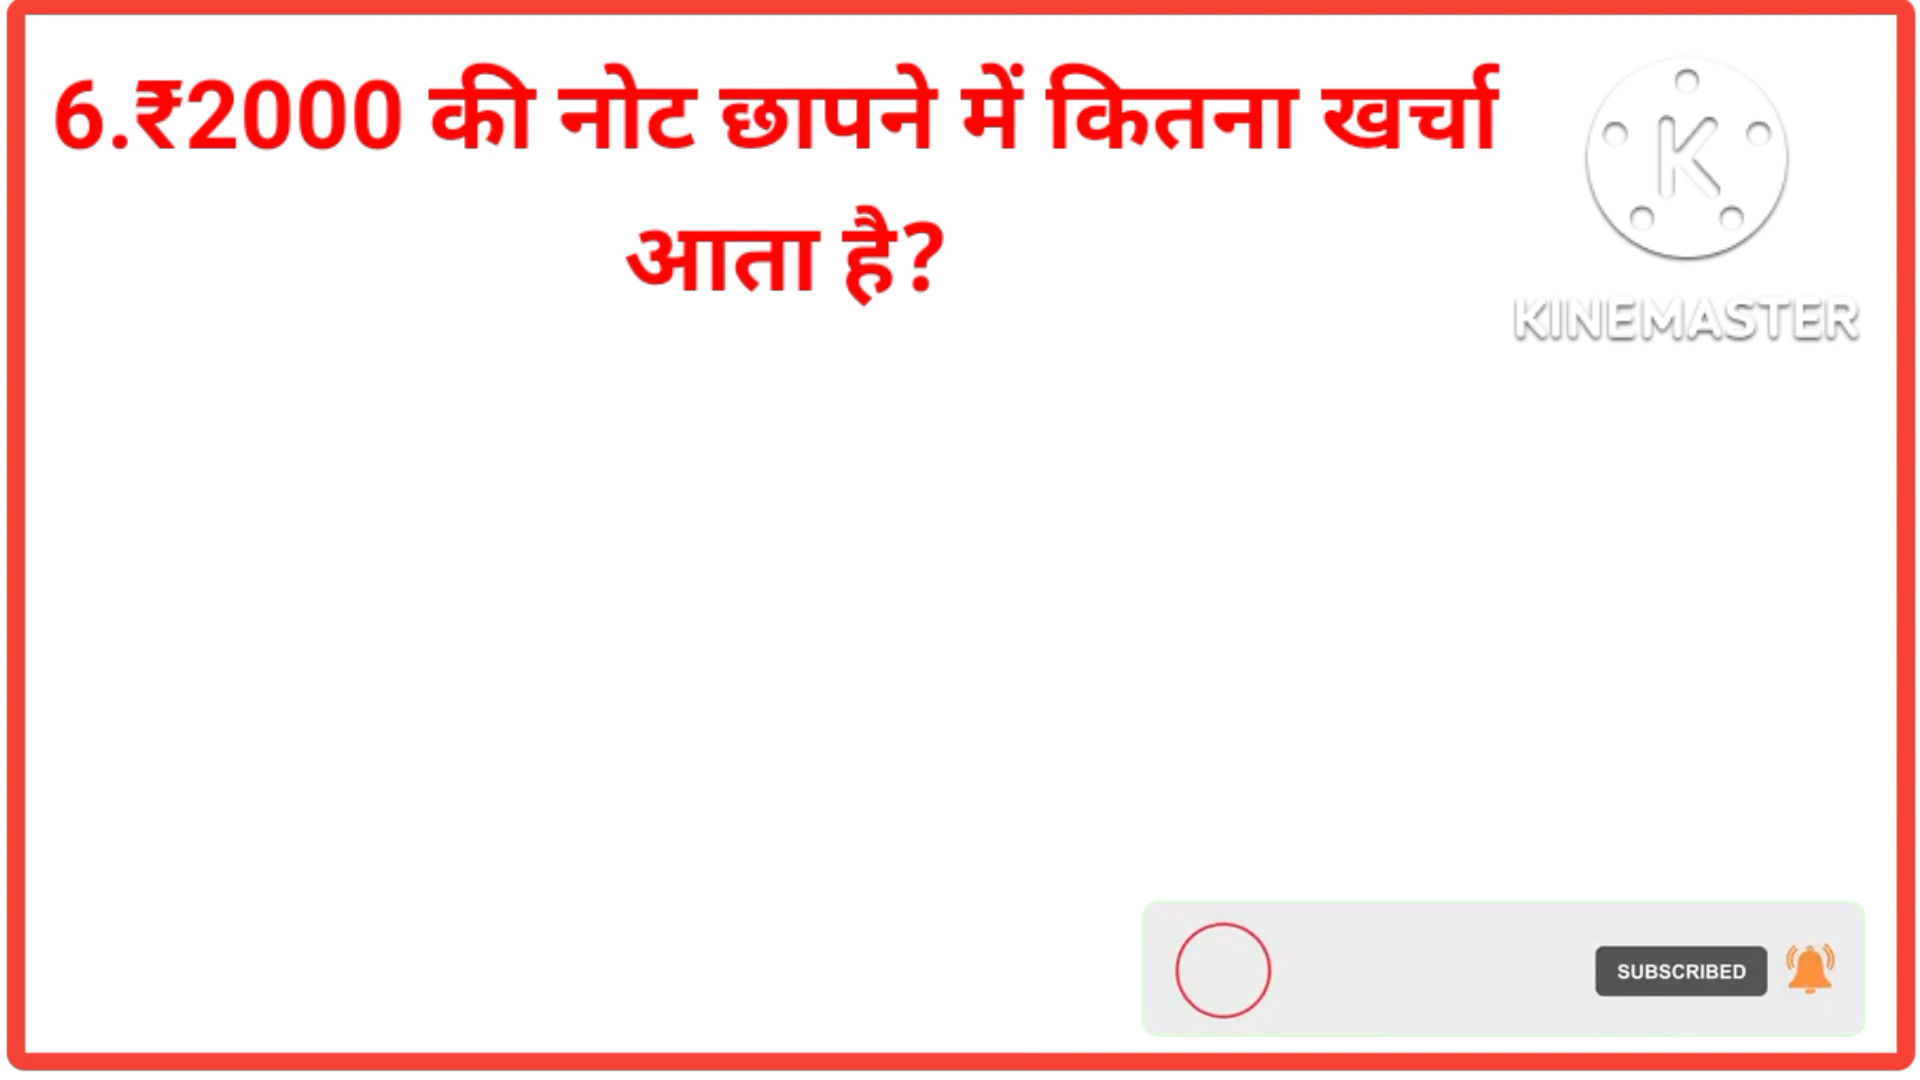 6.₹2000 की नोट छापने में कितना खर्चा
आता है?
K
KINEMASTER
SUBSCRIBED